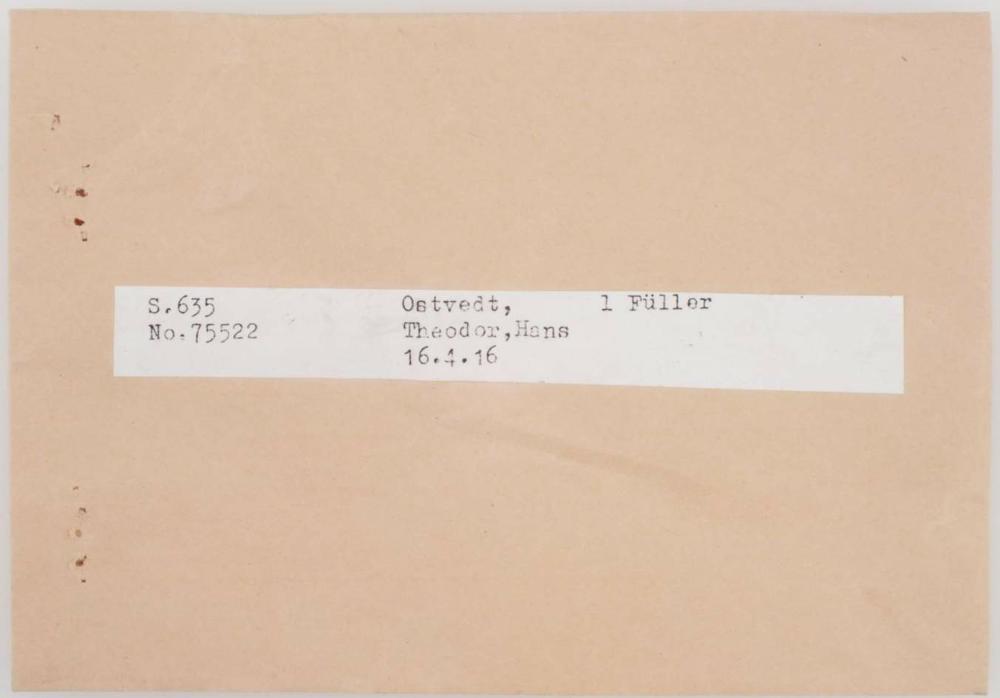 S.635 Ostvedt, 1 Füller
No.75522 Theodor,Hans
16.4.16